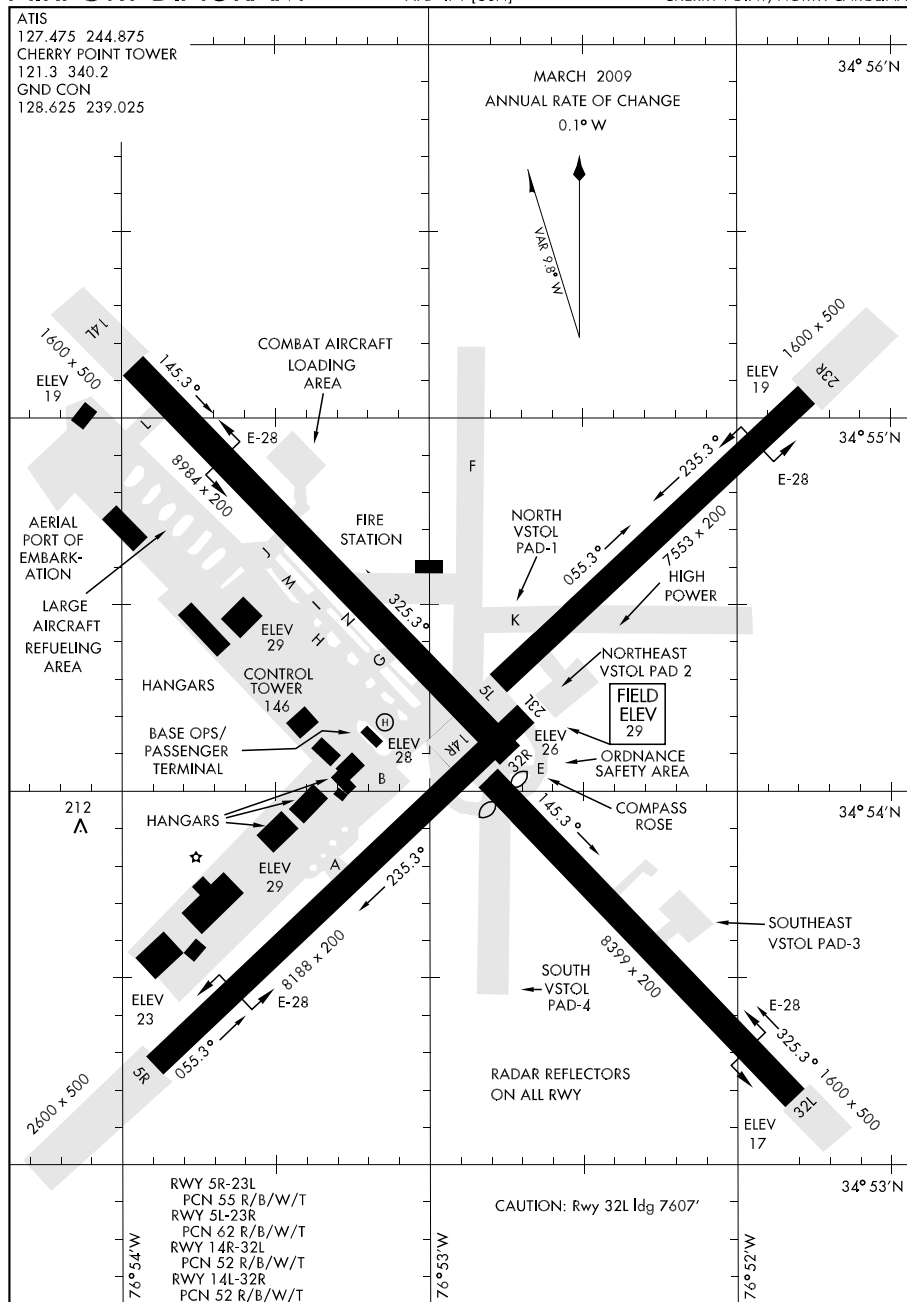 ATIS
127.475 244.875
CHERRY POINT TOWER
121.3 340.2
GND CON
128.625 239.025
34° 56'N
MARCH 2009
ANNUAL RATE OF CHANGE
0.1° W
VAR 9.8° W
14L
1600 x 500
ELEV
19
145.3°
COMBAT AIRCRAFT
LOADING
AREA
1600 x 500
23R
ELEV
19
34° 55'N
L
E-28
8984 x 200
F
235.3°
E-28
AERIAL
PORT OF
EMBARK-
ATION
FIRE
STATION
NORTH
VSTOL
PAD-1
055.3°
7553 x 200
HIGH
POWER
LARGE
AIRCRAFT
REFUELING
AREA
J
M
I
H
N
G
325.3°
K
ELEV
29
HANGARS
CONTROL
TOWER
146
NORTHEAST
VSTOL PAD 2
5L
23L
FIELD
ELEV
29
BASE OPS/
PASSENGER
TERMINAL
H
ELEV
28
14R
32R
ELEV
26
E
ORDNANCE
SAFETY AREA
B
COMPASS
ROSE
212
HANGARS
145.3°
34° 54'N
ELEV
29
A
235.3°
8188 x 200
8399 x 200
SOUTHEAST
VSTOL PAD-3
SOUTH
VSTOL
PAD-4
ELEV
23
E-28
E-28
055.3°
325.3°
5R
2600 x 500
RADAR REFLECTORS
ON ALL RWY
1600 x 500
32L
ELEV
17
RWY 5R-23L
PCN 55 R/B/W/T
RWY 5L-23R
PCN 62 R/B/W/T
RWY 14R-32L
PCN 52 R/B/W/T
RWY 14L-32R
PCN 52 R/B/W/T
CAUTION: Rwy 32L ldg 7607'
34° 53'N
76° 54'W
76° 53'W
76° 52'W